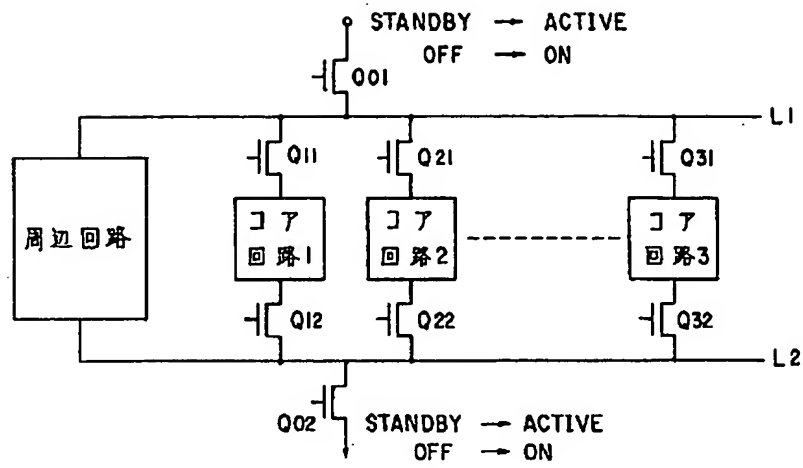 STANDBY → ACTIVE
OFF → ON
Q01
L1
Q11
Q21
Q31
周辺回路
コア
回路1
コア
回路2
コア
回路3
Q12
Q22
Q32
L2
Q02
STANDBY → ACTIVE
OFF → ON